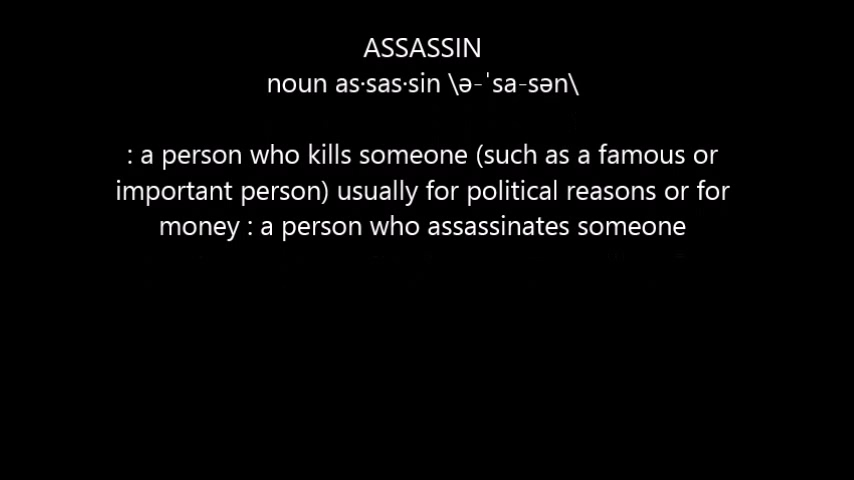 ASSASSIN
noun as·sas·sin \ə-ˈsa-sən\
: a person who kills someone (such as a famous or
important person) usually for political reasons or for
money : a person who assassinates someone